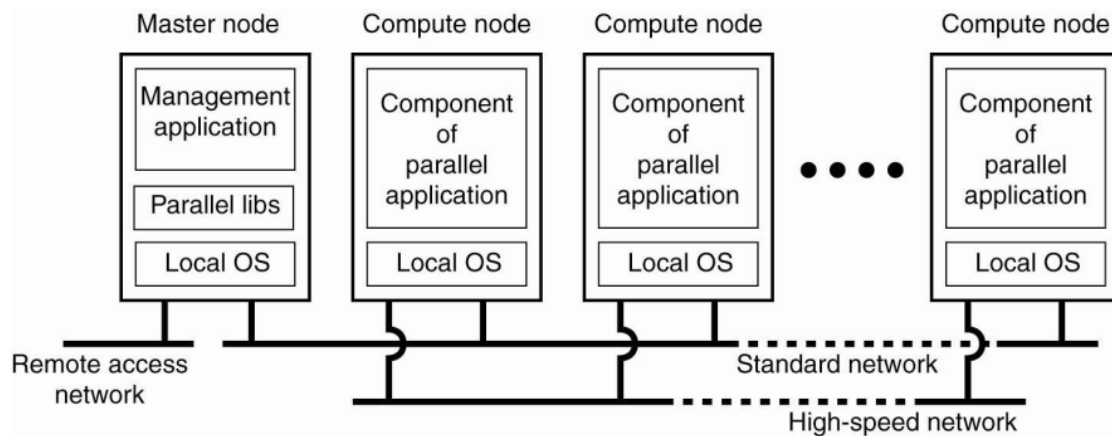 Master node
Compute node
Compute node
Compute node
Management
application
Parallel libs
Local OS
Component
of
parallel
application
Local OS
Component
of
parallel
application
Local OS
Component
of
parallel
application
Local OS
Remote access
network
Standard network
High-speed network